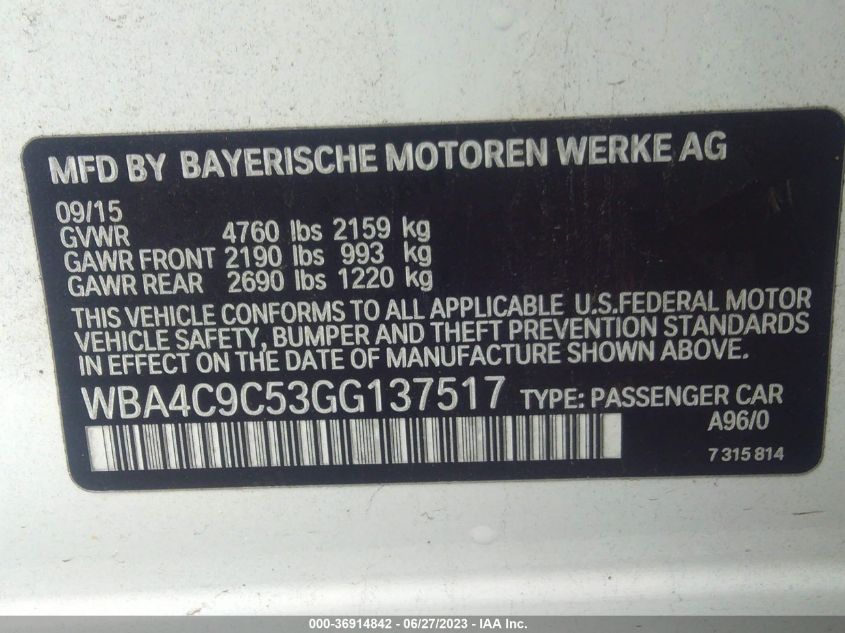 MFD BY BAYERISCHE MOTOREN WERKE AG
09/15
GVWR 4760 lbs 2159 kg
GAWR FRONT 2190 lbs 993 kg
GAWR REAR 2690 lbs 1220 kg
THIS VEHICLE CONFORMS TO ALL APPLICABLE U.S.FEDERAL MOTOR
VEHICLE SAFETY, BUMPER AND THEFT PREVENTION STANDARDS
IN EFFECT ON THE DATE OF MANUFACTURE SHOWN ABOVE.
WBA4C9C53GG137517 TYPE: PASSENGER CAR
A96/0
7 315 814
000-36914842 - 06/27/2023 - IAA Inc.